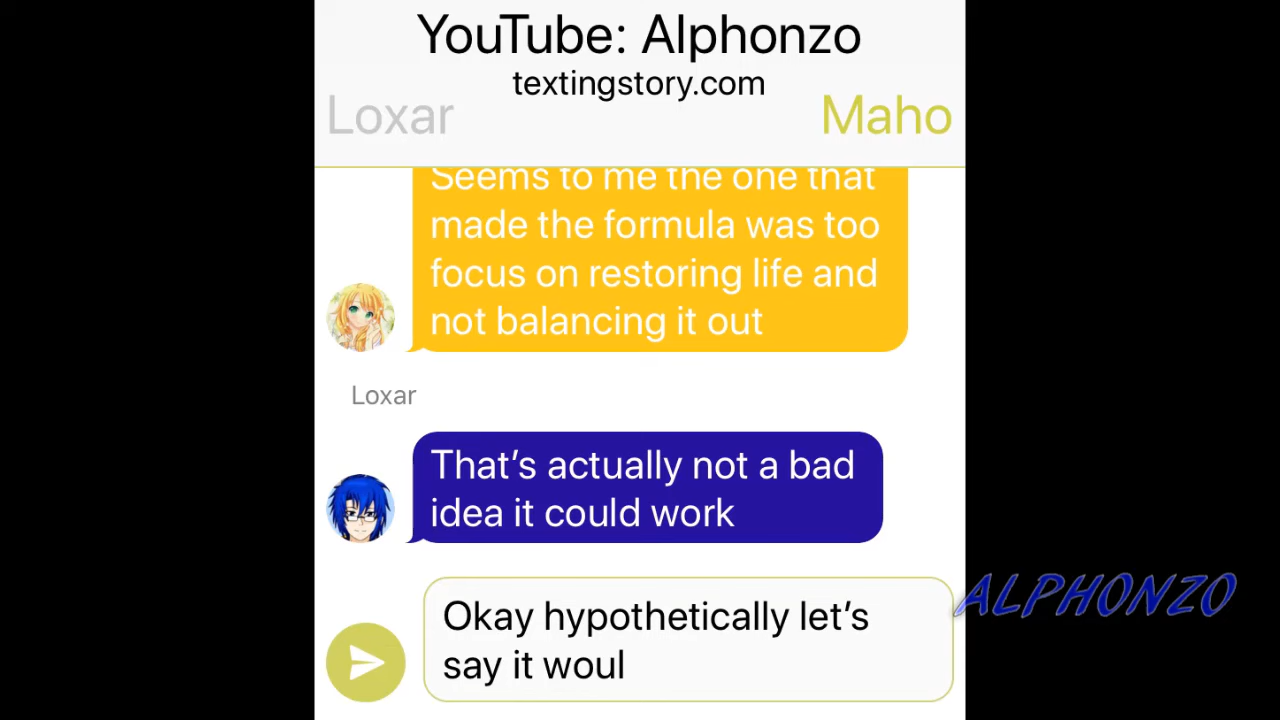 YouTube: Alphonzo
textingstory.com
Loxar
Maho
Seems to me the one that
made the formula was too
focus on restoring life and
not balancing it out
Loxar
That’s actually not a bad
idea it could work
Okay hypothetically let’s
say it woul
ALPHONZO